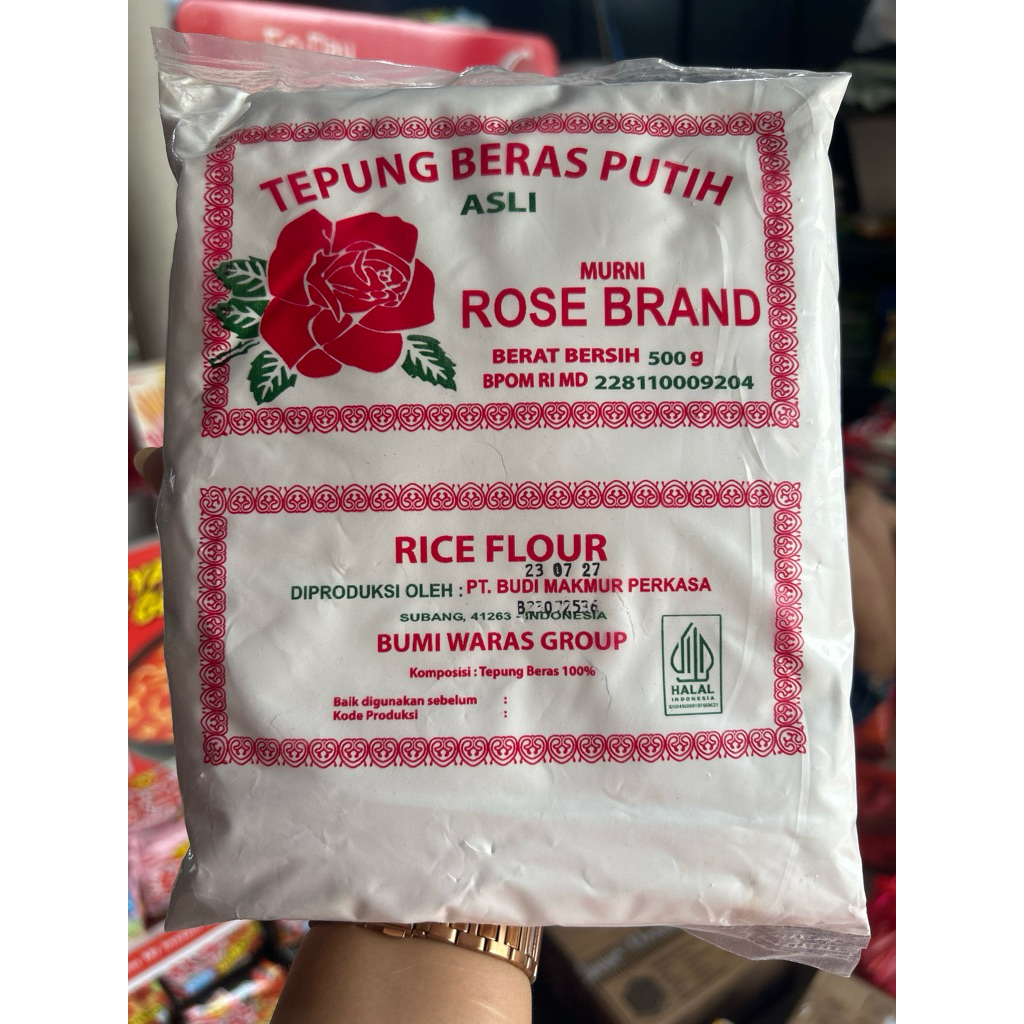 TEPUNG BERAS PUTIH
ASLI
MURNI
ROSE BRAND
BERAT BERSIH 500 g
BPOM RI MD 228110009204
RICE FLOUR
23 07 27
DIPRODUKSI OLEH : PT. BUDI MAKMUR PERKASA
SUBANG, 41263 - INDONESIA
BUMI WARAS GROUP
Komposisi : Tepung Beras 100%
HALAL
INDONESIA
Baik digunakan sebelum :
Kode Produksi :